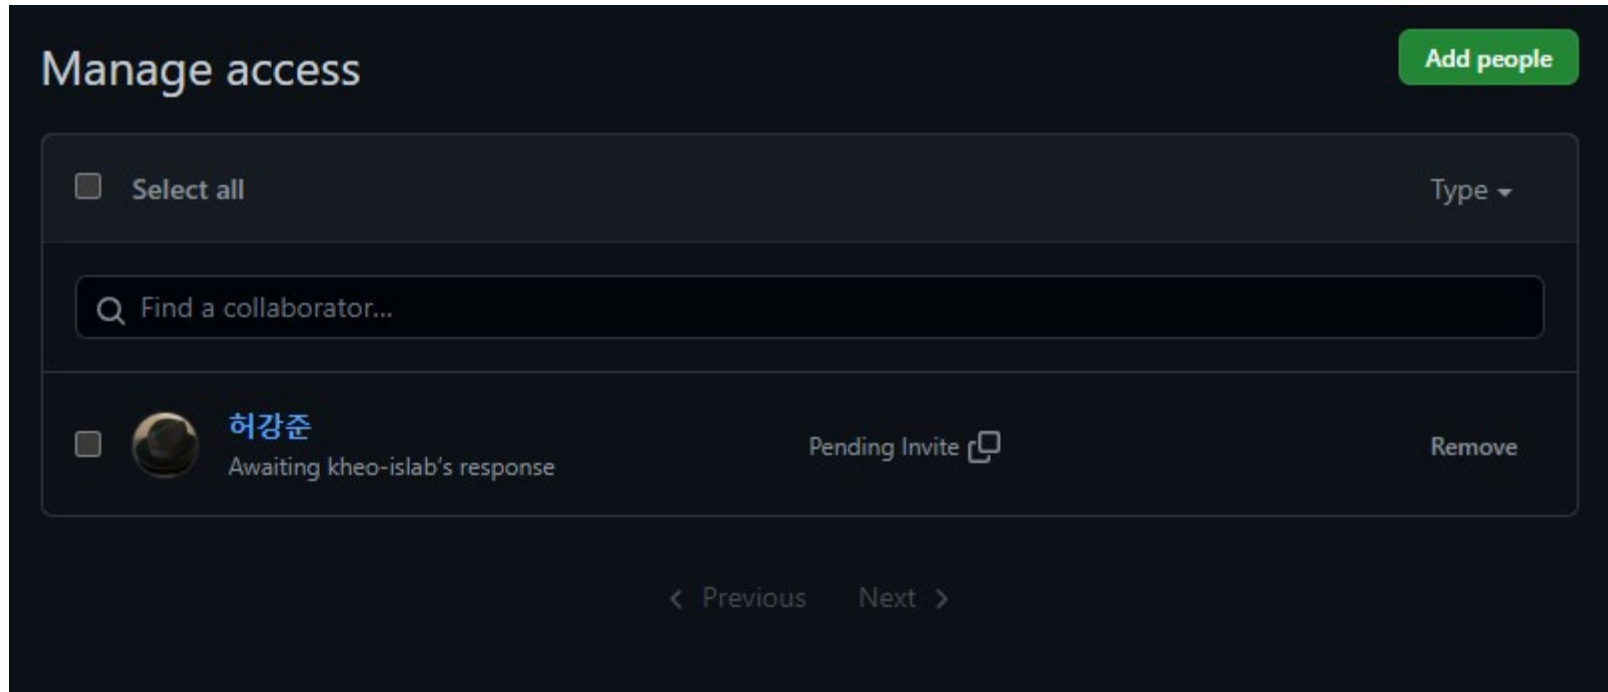 Manage access
Add people
Select all
Type
Find a collaborator...
허강준
Awaiting kheo-islab's response
Pending Invite
Remove
Previous
Next